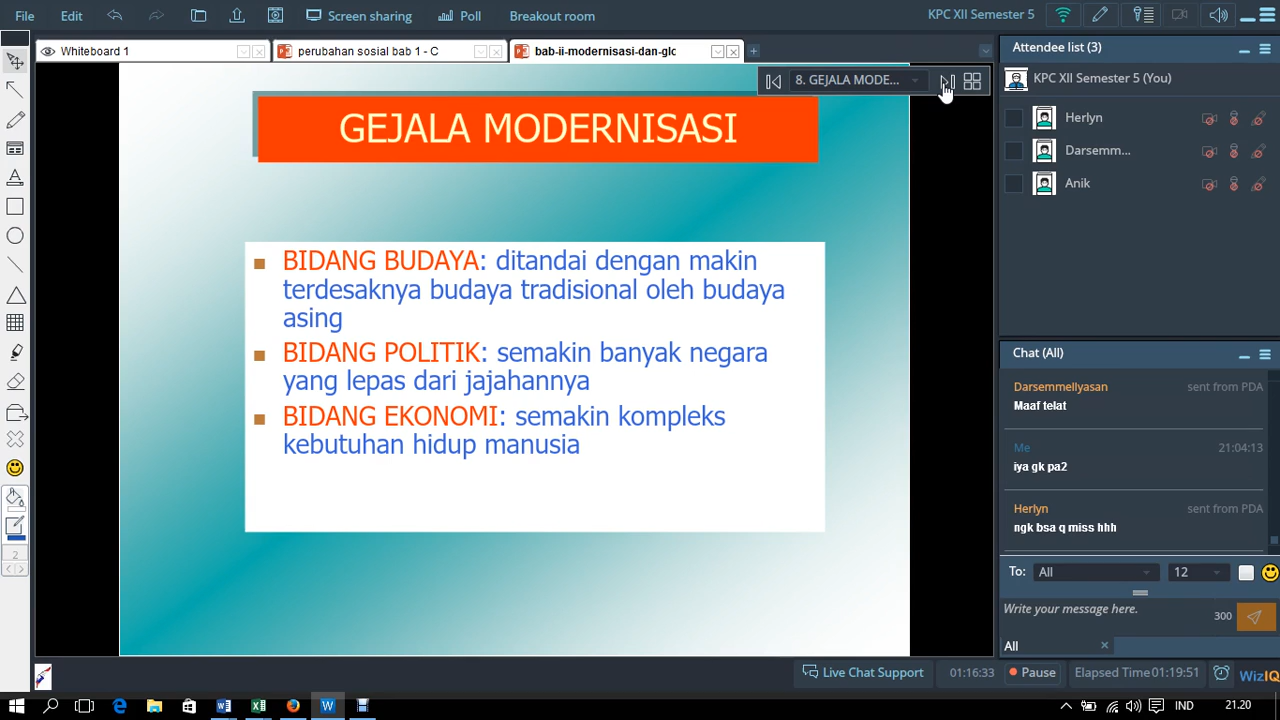 File Edit Screen sharing Poll Breakout room KPC XII Semester 5
Whiteboard 1 perubahan sosial bab 1 - C bab-ii-modernisasi-dan-glc
8. GEJALA MODE...
GEJALA MODERNISASI
BIDANG BUDAYA: ditandai dengan makin
terdesaknya budaya tradisional oleh budaya
asing
BIDANG POLITIK: semakin banyak negara
yang lepas dari jajahannya
BIDANG EKONOMI: semakin kompleks
kebutuhan hidup manusia
Attendee list (3)
KPC XII Semester 5 (You)
Herlyn
Darsemm...
Anik
Chat (All)
Darsemmellyasan sent from PDA
Maaf telat
Me 21:04:13
iya gk pa2
Herlyn sent from PDA
ngk bsa q miss hhh
To: All 12
Write your message here. 300
All
2
Live Chat Support 01:16:33 Pause Elapsed Time 01:19:51 WizIQ
IND 21.20